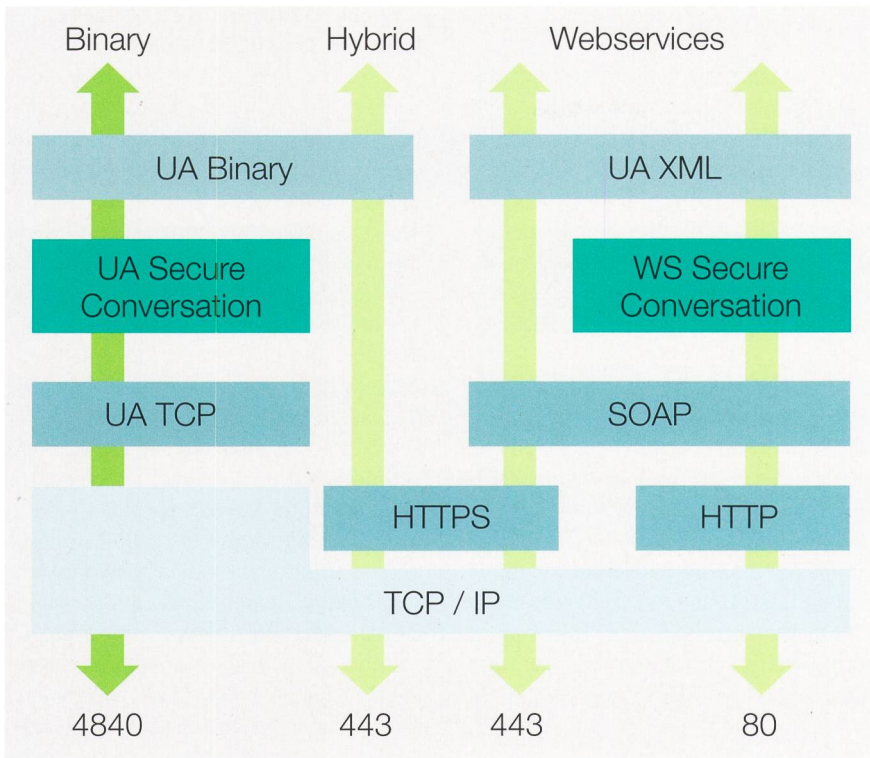 Binary Hybrid Webservices
UA Binary UA XML
UA Secure
Conversation
WS Secure
Conversation
UA TCP SOAP
HTTPS HTTP
TCP / IP
4840 443 443 80